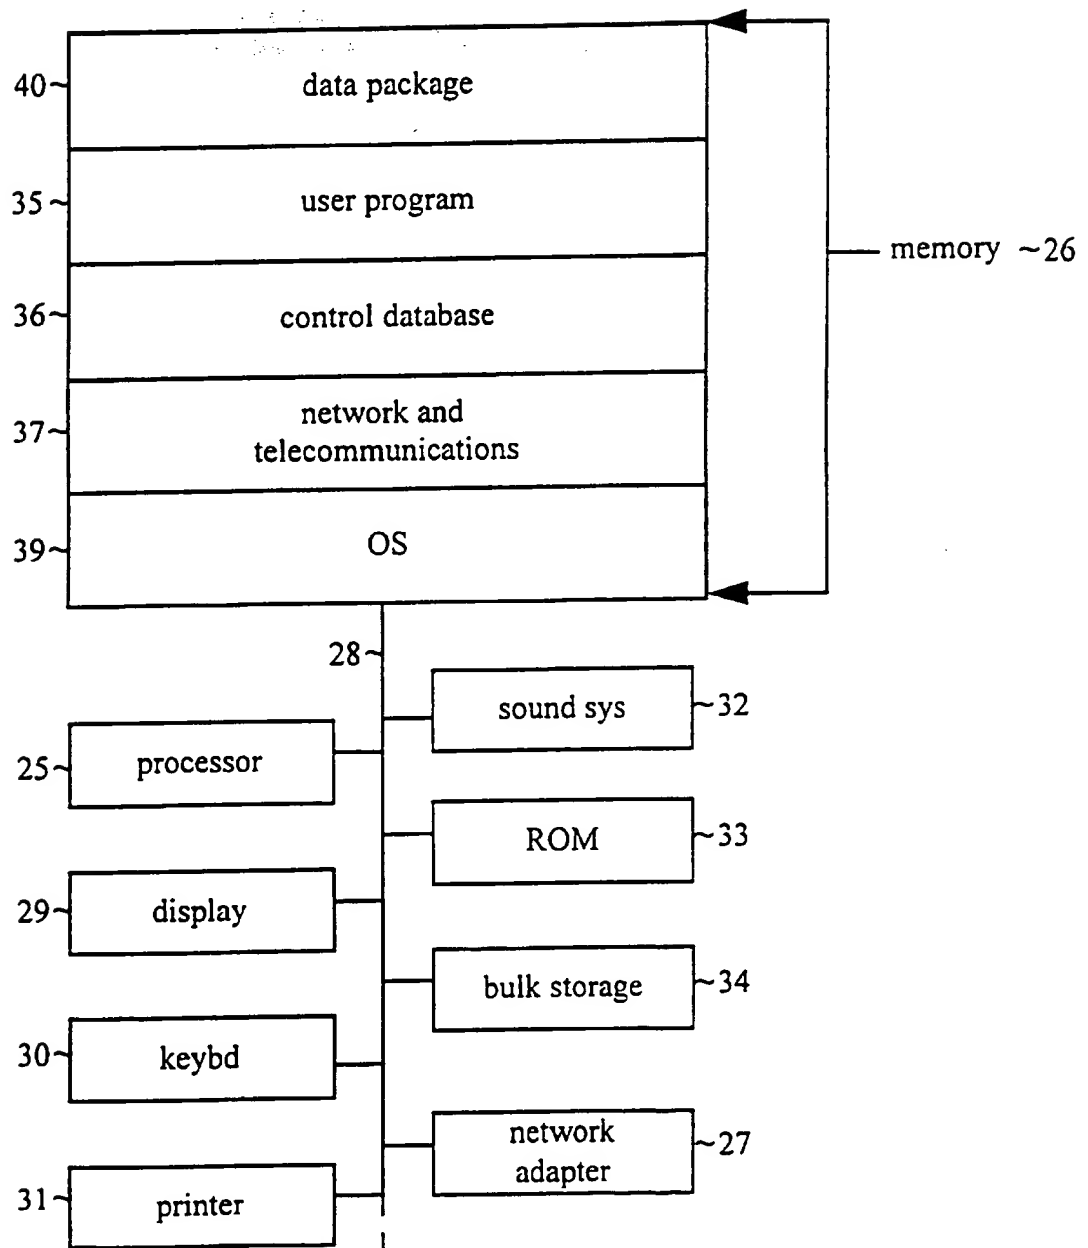 40~ data package
35~ user program
memory ~26
36~ control database
network and
37~ telecommunications
39~ OS
28~
sound sys ~32
25~ processor
ROM ~33
29~ display
bulk storage ~34
30~ keybd
network
adapter ~27
31~ printer